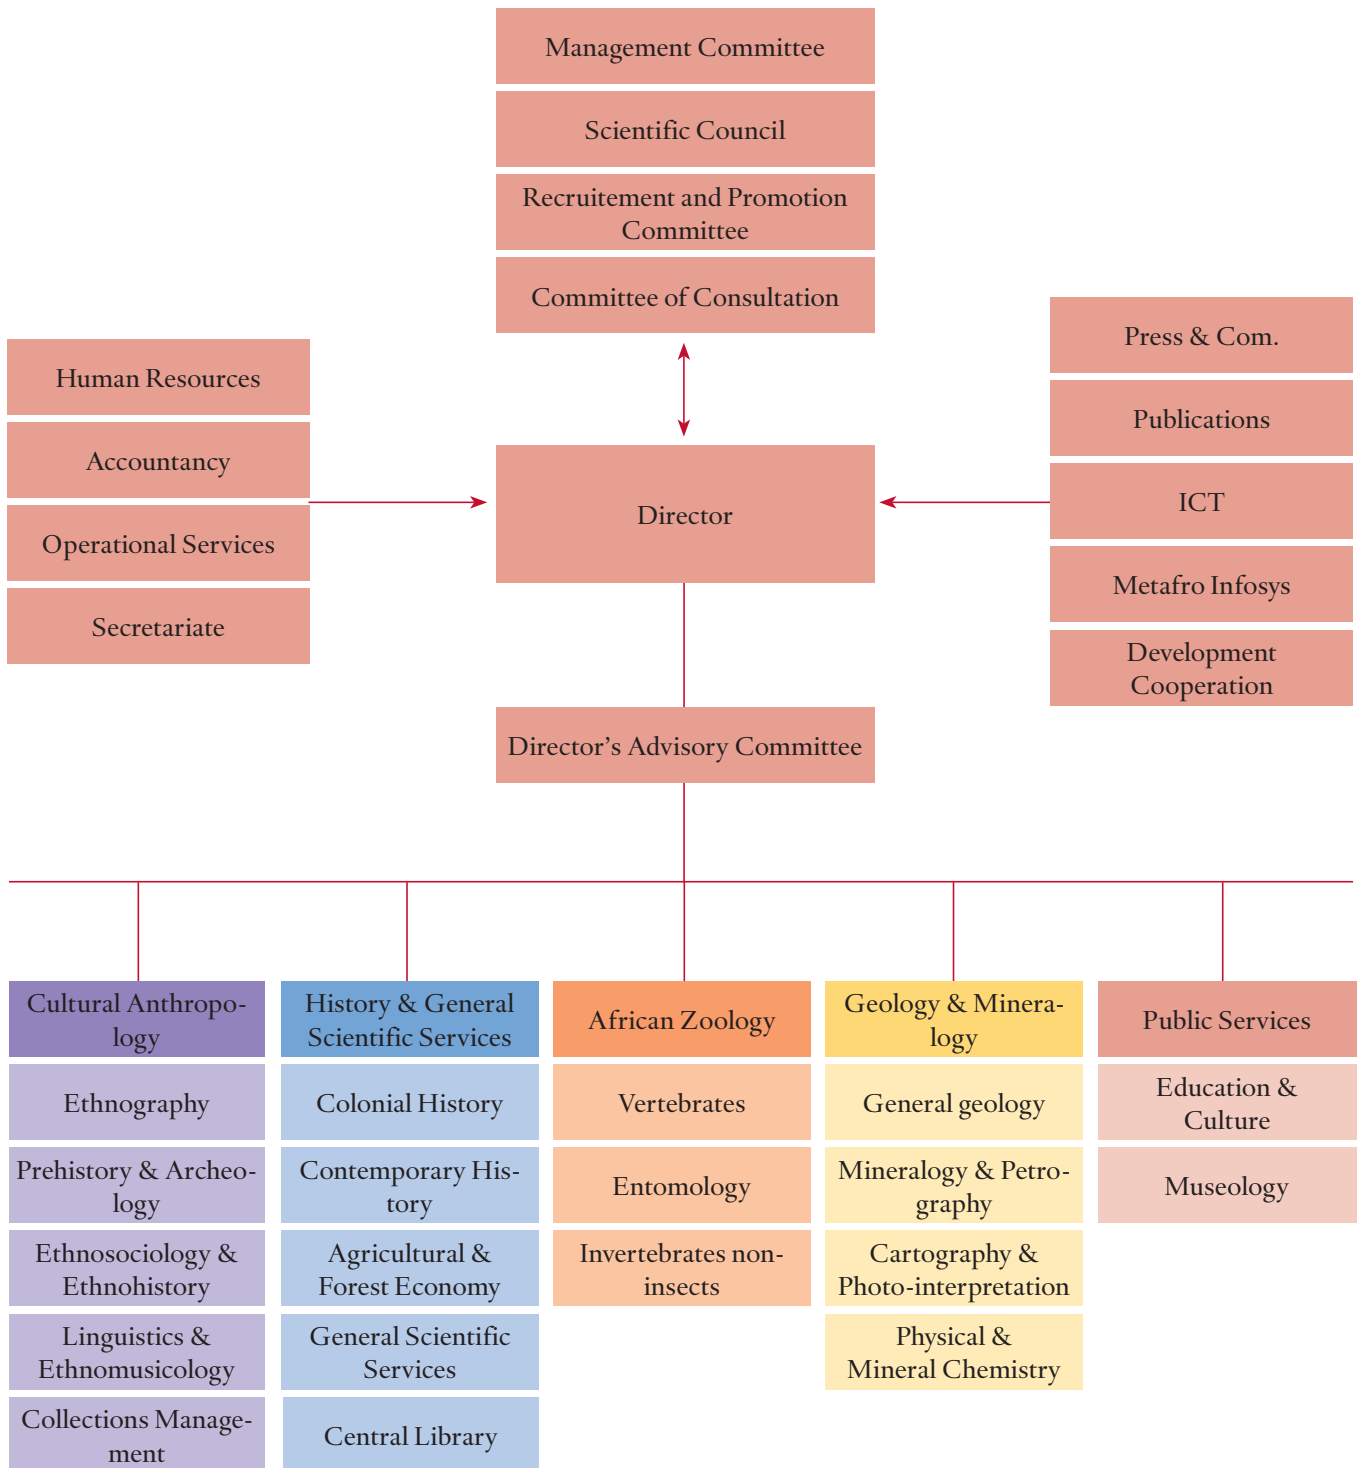 Management Committee
Scientific Council
Recruitement and Promotion
Committee
Committee of Consultation
Human Resources
Accountancy
Operational Services
Secretariate
Press & Com.
Publications
ICT
Metafro Infosys
Development
Cooperation
Director
Director’s Advisory Committee
Cultural Anthropo-
logy
Ethnography
Prehistory & Archeo-
logy
Ethnosociology &
Ethnohistory
Linguistics &
Ethnomusicology
Collections Manage-
ment
History & General
Scientific Services
Colonial History
Contemporary His-
tory
Agricultural &
Forest Economy
General Scientific
Services
Central Library
African Zoology
Vertebrates
Entomology
Invertebrates non-
insects
Geology & Minera-
logy
General geology
Mineralogy & Petro-
graphy
Cartography &
Photo-interpretation
Physical &
Mineral Chemistry
Public Services
Education &
Culture
Museology